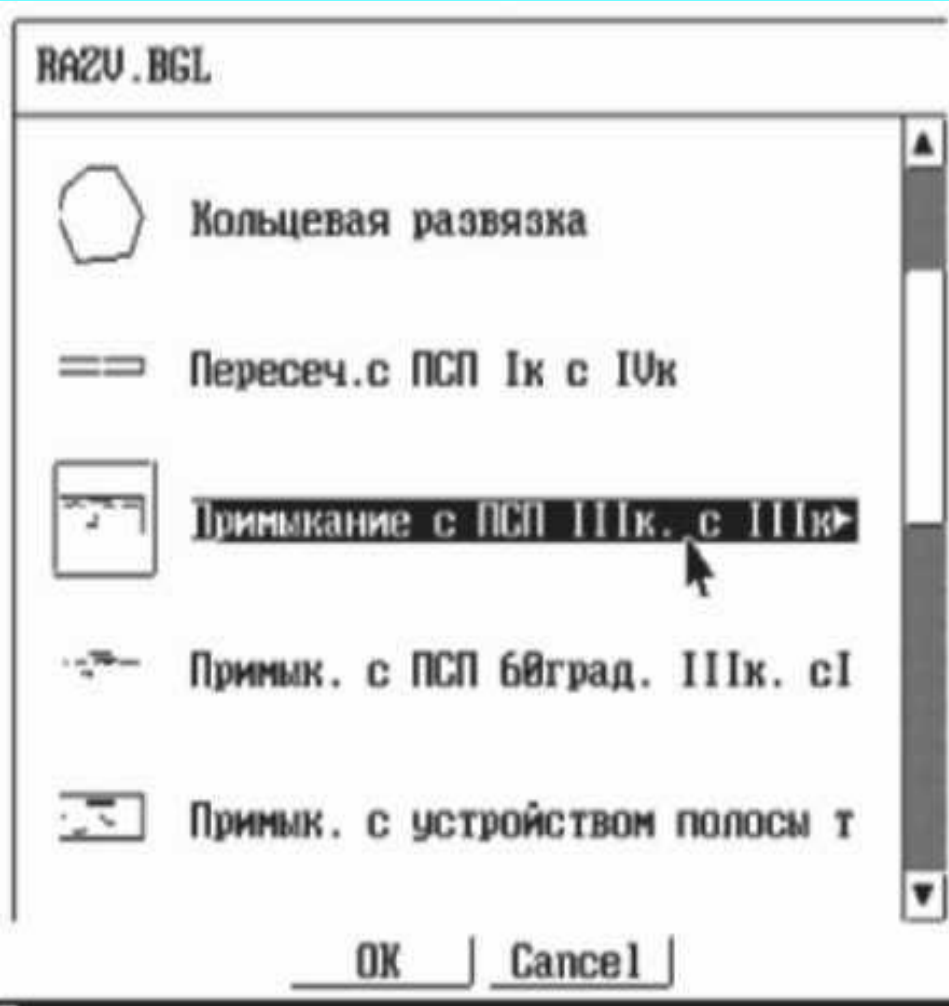 RAZV.BGL
Кольцевая развязка
Пересеч.с ПСП Iк с IVк
Примыкание с ПСП IIIк. с IIIк
Примык. с ПСП 60град. IIIк. сI
Примык. с устройством полосы т
OK Cancel